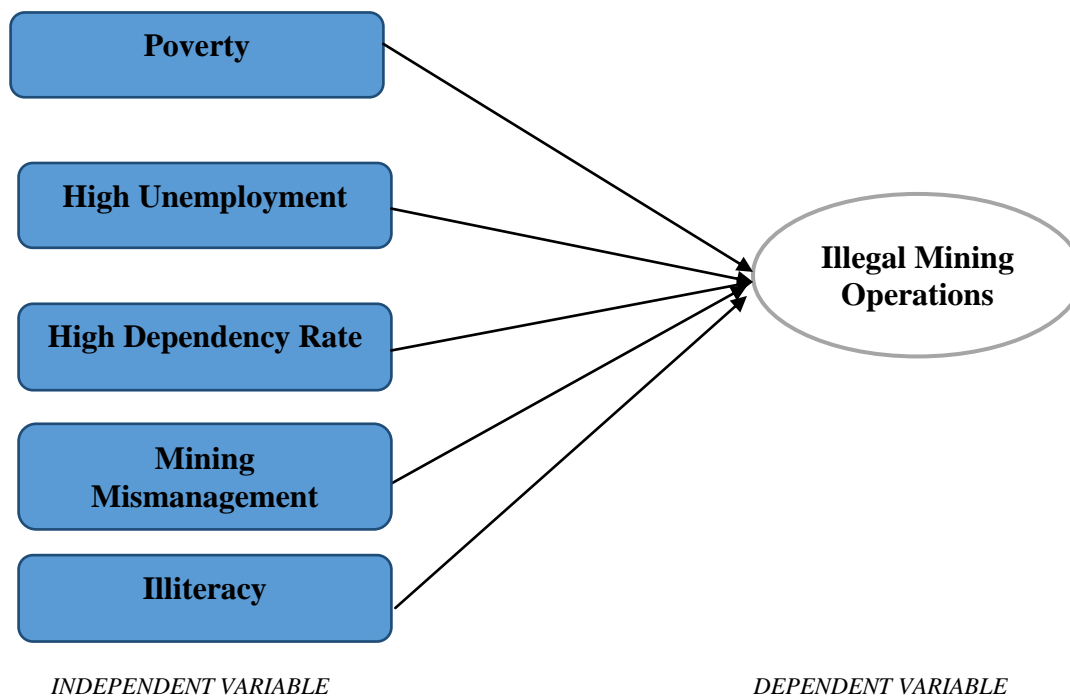 Poverty
High Unemployment
High Dependency Rate
Mining
Mismanagement
Illiteracy
Illegal Mining
Operations
INDEPENDENT VARIABLE
DEPENDENT VARIABLE